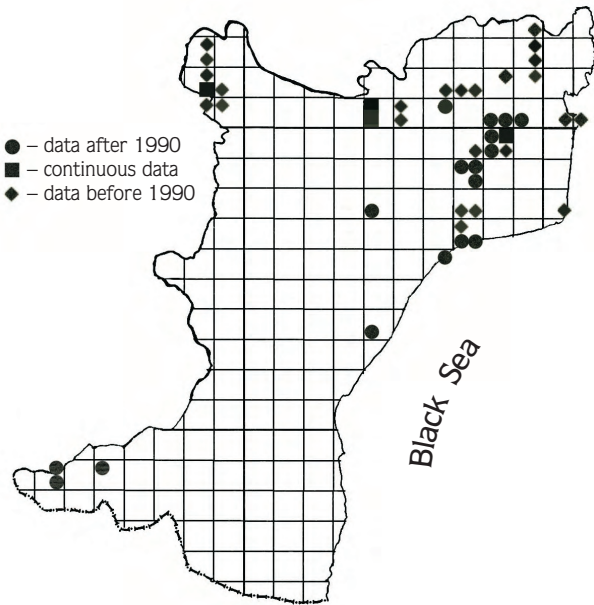 ● – data after 1990
■ – continuous data
◆ – data before 1990
Black Sea